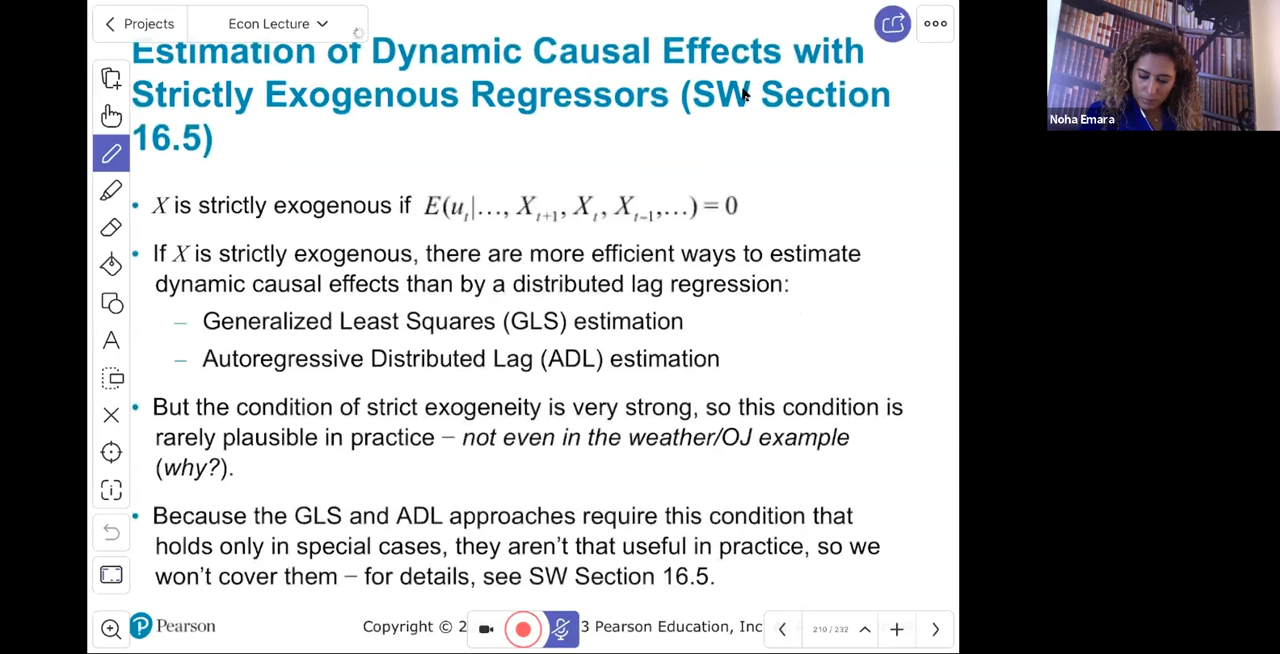 Projects
Econ Lecture
Estimation of Dynamic Causal Effects with
Strictly Exogenous Regressors (SW Section
16.5)
Noha Emara
• X is strictly exogenous if E(uₜ|…, Xₜ₊₁, Xₜ, Xₜ₋₁,…) = 0
• If X is strictly exogenous, there are more efficient ways to estimate
dynamic causal effects than by a distributed lag regression:
– Generalized Least Squares (GLS) estimation
– Autoregressive Distributed Lag (ADL) estimation
• But the condition of strict exogeneity is very strong, so this condition is
rarely plausible in practice – not even in the weather/OJ example
(why?).
• Because the GLS and ADL approaches require this condition that
holds only in special cases, they aren't that useful in practice, so we
won't cover them – for details, see SW Section 16.5.
Pearson
Copyright © 2
3 Pearson Education, Inc
210 / 232